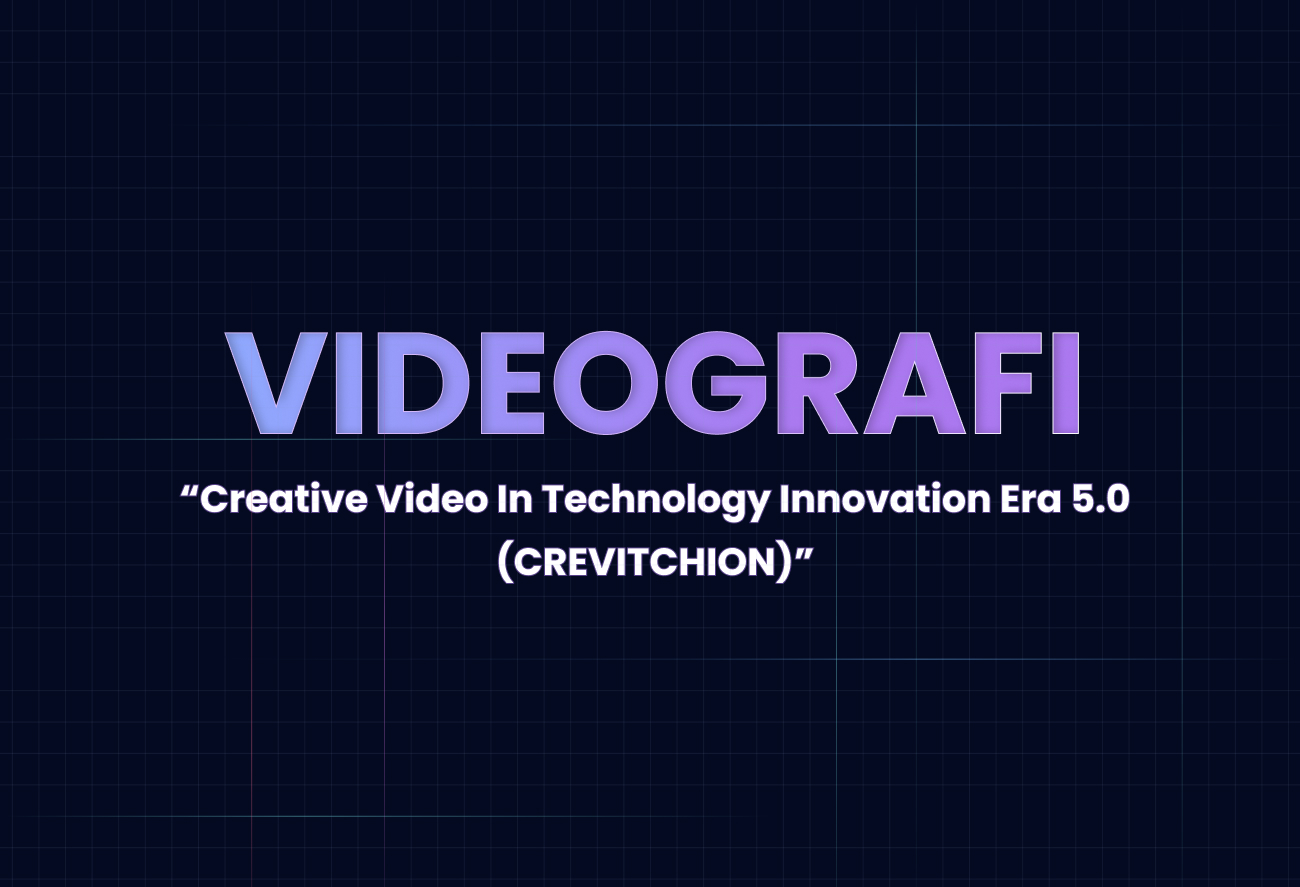 VIDEOGRAFI
“Creative Video In Technology Innovation Era 5.0
(CREVITCHION)”